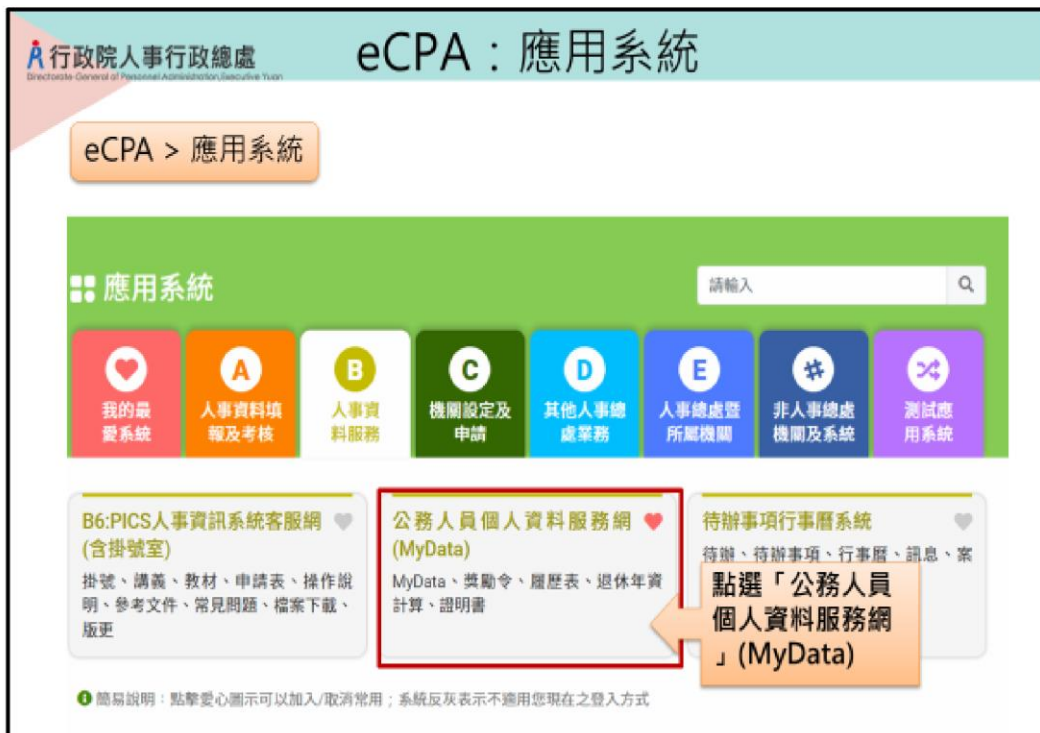 行政院人事行政總處
Directorate-General of Personnel Administration,Executive Yuan
eCPA：應用系統
eCPA > 應用系統
應用系統
請輸入
我的最
愛系統
A
人事資料填
報及考核
B
人事資
料服務
C
機關設定及
申請
D
其他人事總
處業務
E
人事總處暨
所屬機關
#
非人事總處
機關及系統
測試應
用系統
B6:PICS人事資訊系統客服網
(含掛號室)
掛號、講義、教材、申請表、操作說
明、參考文件、常見問題、檔案下載、
版更
公務人員個人資料服務網
(MyData)
MyData、獎勵令、履歷表、退休年資
計算、證明書
待辦事項行事曆系統
待辦、待辦事項、行事曆、訊息、案
點選「公務人員
個人資料服務網
」(MyData)
簡易說明：點擊愛心圖示可以加入/取消常用；系統反灰表示不適用您現在之登入方式